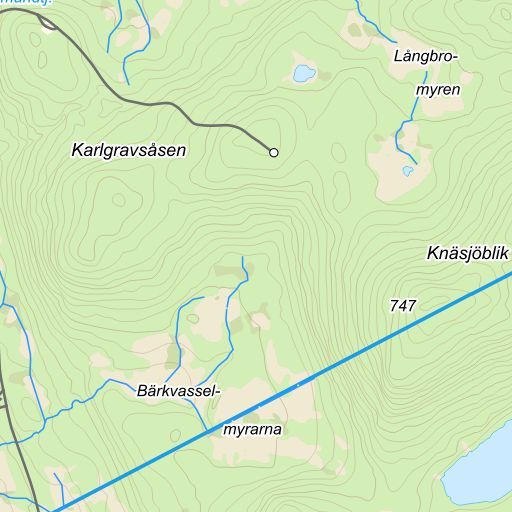 Långbro-
myren
Karlgravsåsen
Knäsjöblik
747
Bärkvassel-
myrarna